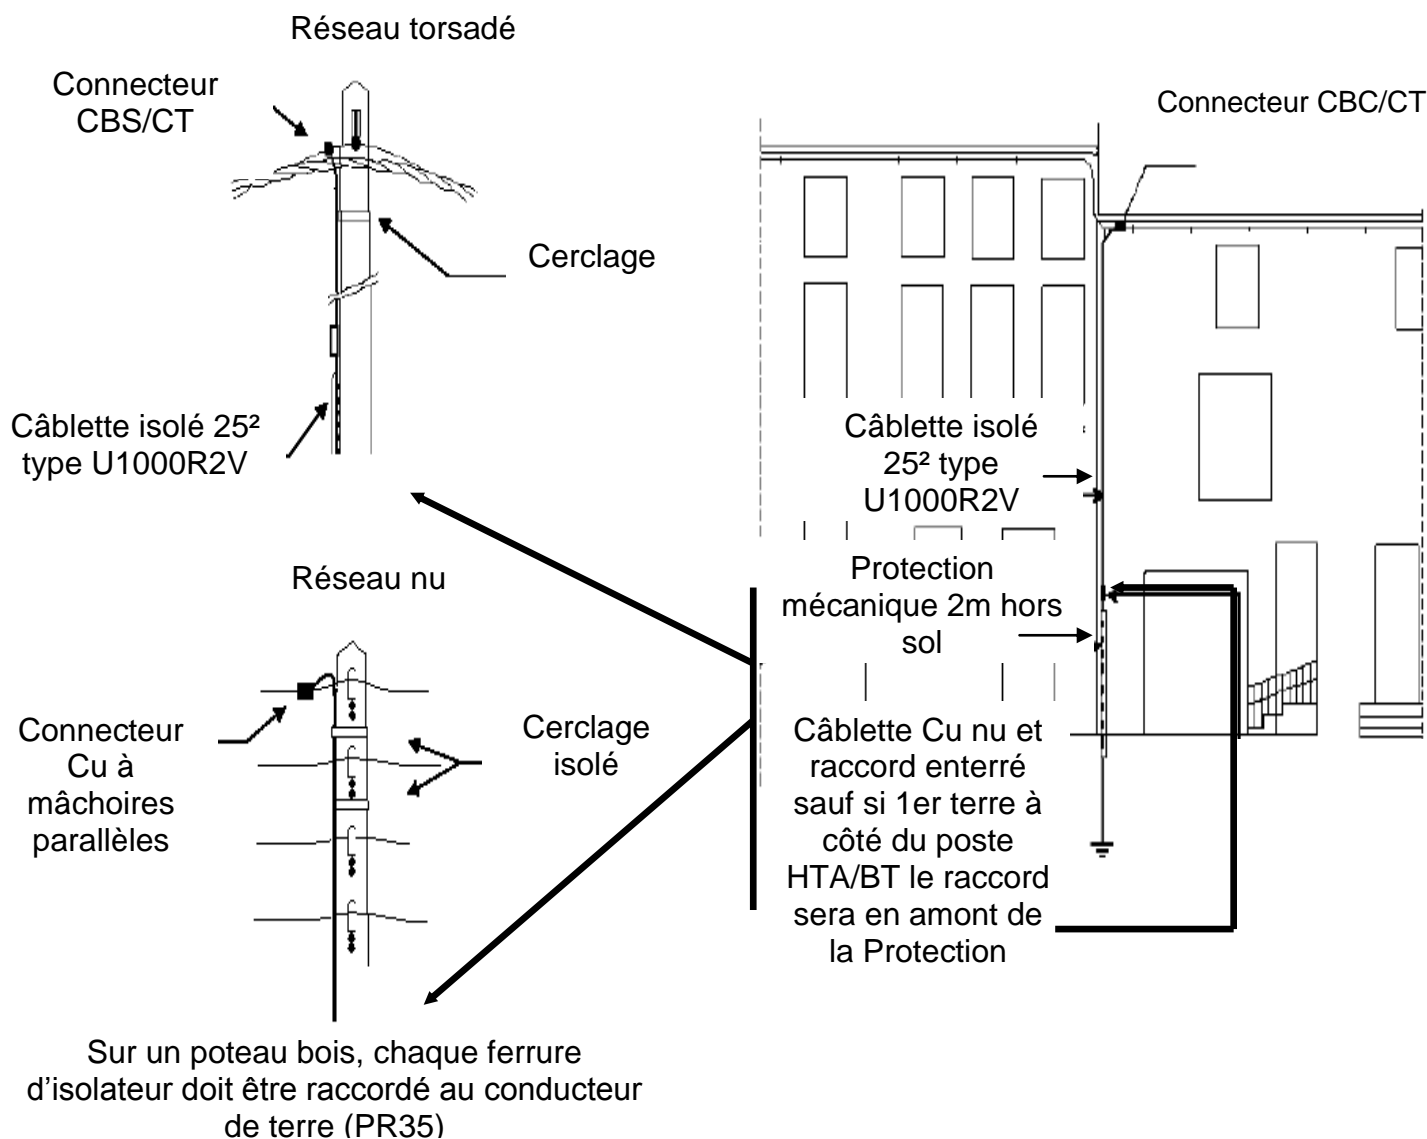 Réseau torsadé
Connecteur
CBS/CT
Cerclage
Câblette isolé 25²
type U1000R2V
Connecteur CBC/CT
Câblette isolé
25² type
U1000R2V
Protection
mécanique 2m hors
sol
Câblette Cu nu et
raccord enterré
sauf si 1er terre à
côté du poste
HTA/BT le raccord
sera en amont de
la Protection
Réseau nu
Connecteur
Cu à
mâchoires
parallèles
Cerclage
isolé
Sur un poteau bois, chaque ferrure
d’isolateur doit être raccordé au conducteur
de terre (PR35)